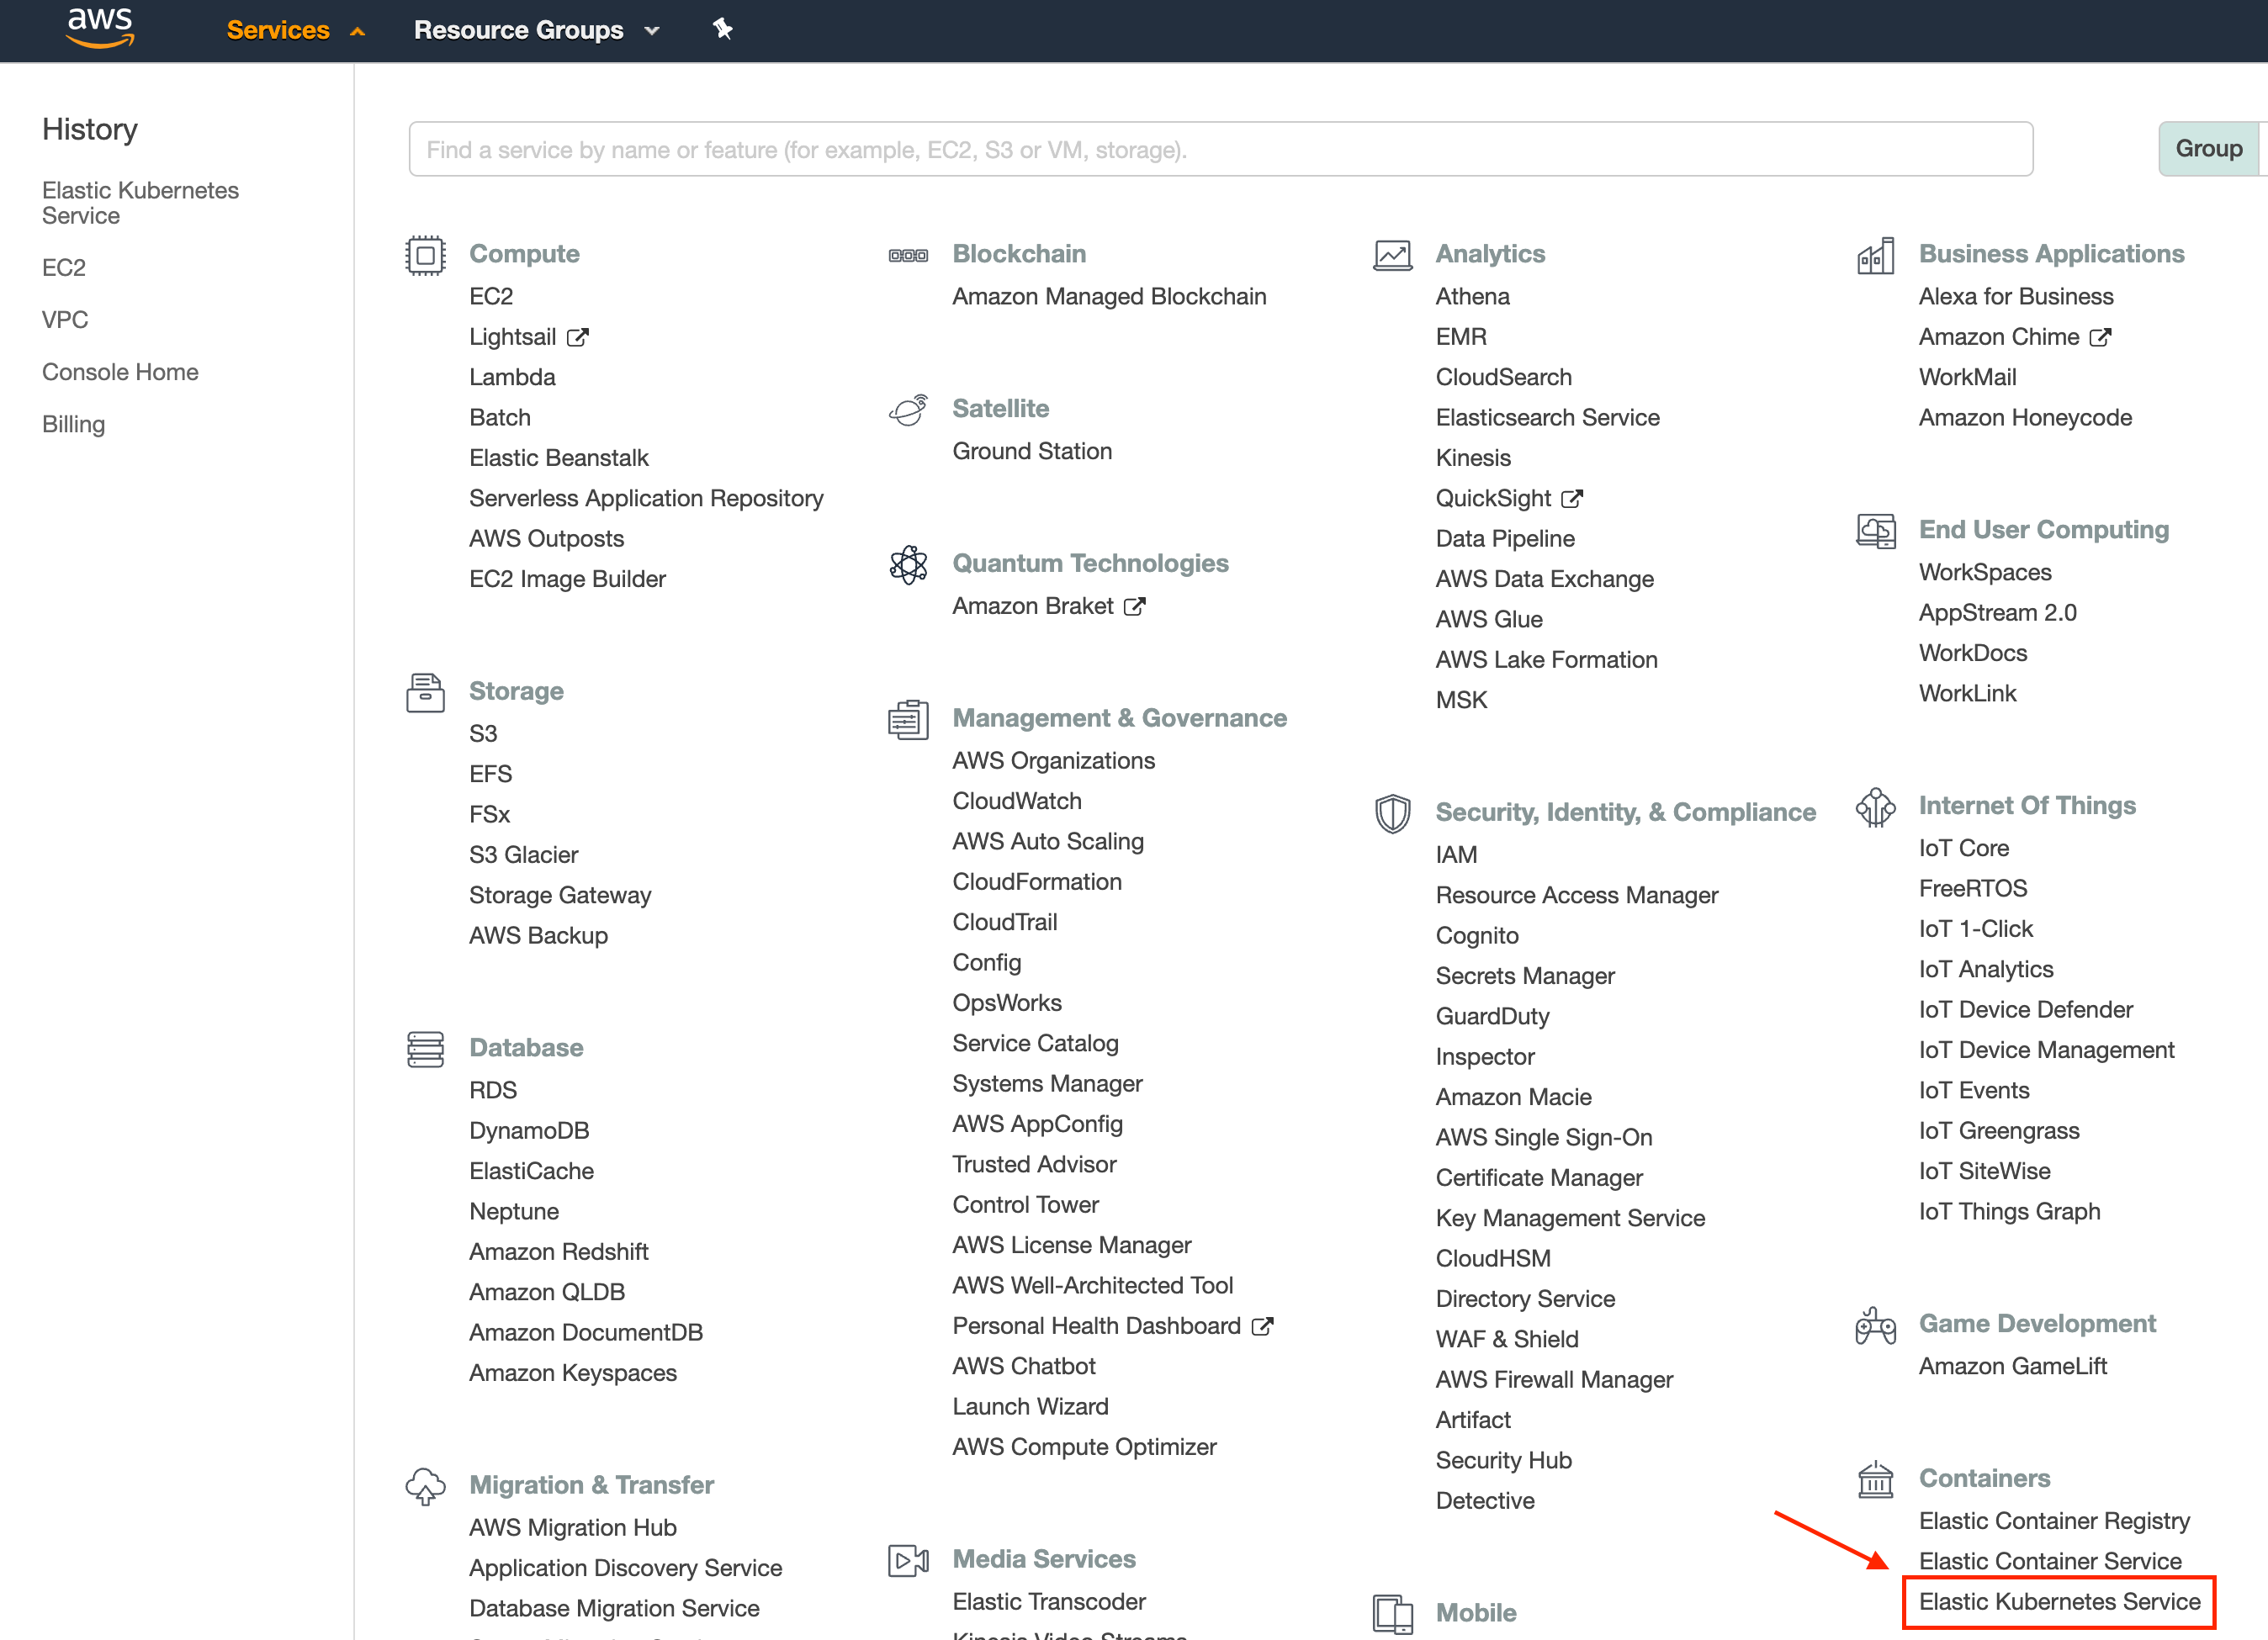 aws
Services
Resource Groups
History
Elastic Kubernetes
Service
EC2
VPC
Console Home
Billing
Find a service by name or feature (for example, EC2, S3 or VM, storage).
Group
Compute
EC2
Lightsail
Lambda
Batch
Elastic Beanstalk
Serverless Application Repository
AWS Outposts
EC2 Image Builder
Storage
S3
EFS
FSx
S3 Glacier
Storage Gateway
AWS Backup
Database
RDS
DynamoDB
ElastiCache
Neptune
Amazon Redshift
Amazon QLDB
Amazon DocumentDB
Amazon Keyspaces
Migration & Transfer
AWS Migration Hub
Application Discovery Service
Database Migration Service
Blockchain
Amazon Managed Blockchain
Satellite
Ground Station
Quantum Technologies
Amazon Braket
Management & Governance
AWS Organizations
CloudWatch
AWS Auto Scaling
CloudFormation
CloudTrail
Config
OpsWorks
Service Catalog
Systems Manager
AWS AppConfig
Trusted Advisor
Control Tower
AWS License Manager
AWS Well-Architected Tool
Personal Health Dashboard
AWS Chatbot
Launch Wizard
AWS Compute Optimizer
Media Services
Elastic Transcoder
Kinesis Video Streams
Analytics
Athena
EMR
CloudSearch
Elasticsearch Service
Kinesis
QuickSight
Data Pipeline
AWS Data Exchange
AWS Glue
AWS Lake Formation
MSK
Security, Identity, & Compliance
IAM
Resource Access Manager
Cognito
Secrets Manager
GuardDuty
Inspector
Amazon Macie
AWS Single Sign-On
Certificate Manager
Key Management Service
CloudHSM
Directory Service
WAF & Shield
AWS Firewall Manager
Artifact
Security Hub
Detective
Mobile
Business Applications
Alexa for Business
Amazon Chime
WorkMail
Amazon Honeycode
End User Computing
WorkSpaces
AppStream 2.0
WorkDocs
WorkLink
Internet Of Things
IoT Core
FreeRTOS
IoT 1-Click
IoT Analytics
IoT Device Defender
IoT Device Management
IoT Events
IoT Greengrass
IoT SiteWise
IoT Things Graph
Game Development
Amazon GameLift
Containers
Elastic Container Registry
Elastic Container Service
Elastic Kubernetes Service